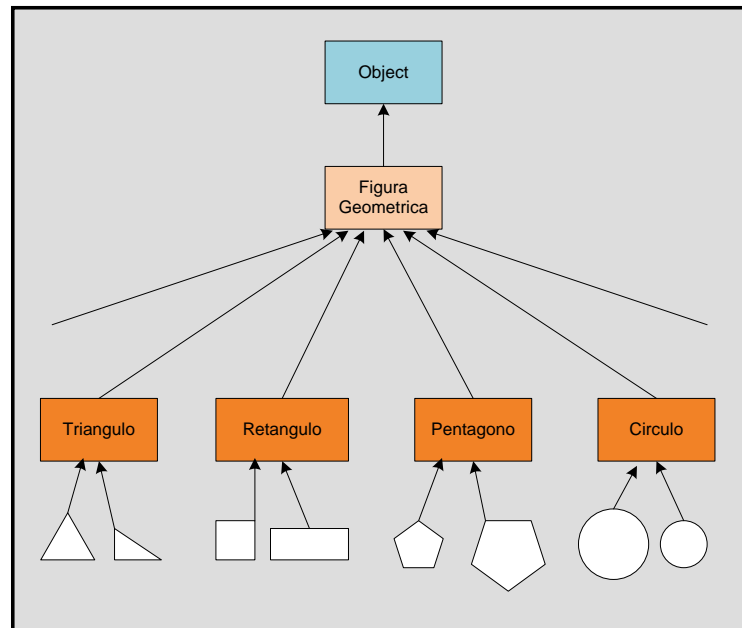 Object
Figura
Geometrica
Triangulo
Retangulo
Pentagono
Circulo